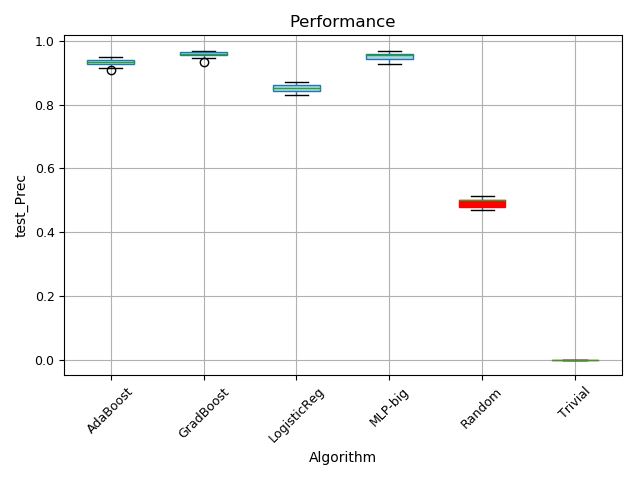 Performance
test_Prec
1.0
0.8
0.6
0.4
0.2
0.0
AdaBoost
GradBoost
LogisticReg
MLP-big
Random
Trivial
Algorithm